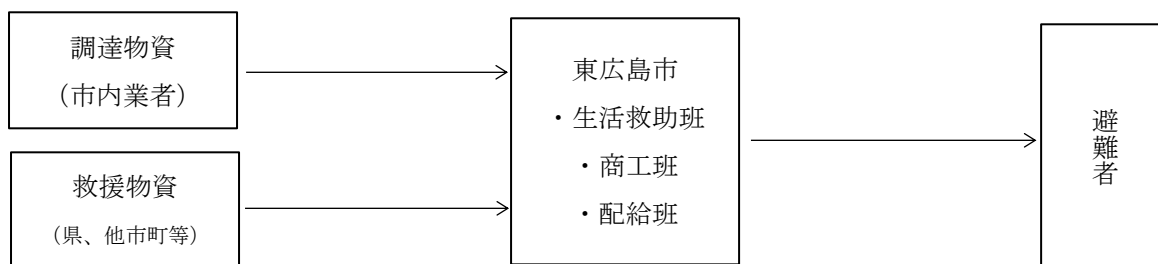 調達物資
（市内業者）
救援物資
（県、他市町等）
東広島市
・生活救助班
・商工班
・配給班
避難者